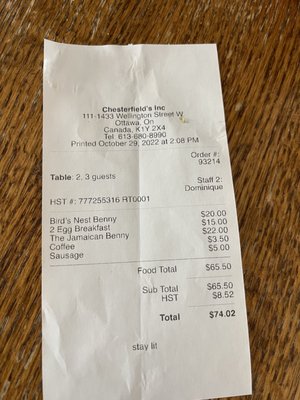 Chesterfield's Inc
111-1433 Wellington Street W
Ottawa, On
Canada, K1Y 2X4
Tel 613-680-8990
Printed October 29, 2022 at 2:08 PM
Order #:
93214
Table: 2, 3 guests
Staff 2:
Dominique
HST #: 777255316 RT0001
Bird's Nest Benny $20.00
2 Egg Breakfast $15.00
The Jamaican Benny $22.00
Coffee $3.50
Sausage $5.00
Food Total $65.50
Sub Total $65.50
HST $8.52
Total $74.02
stay lit